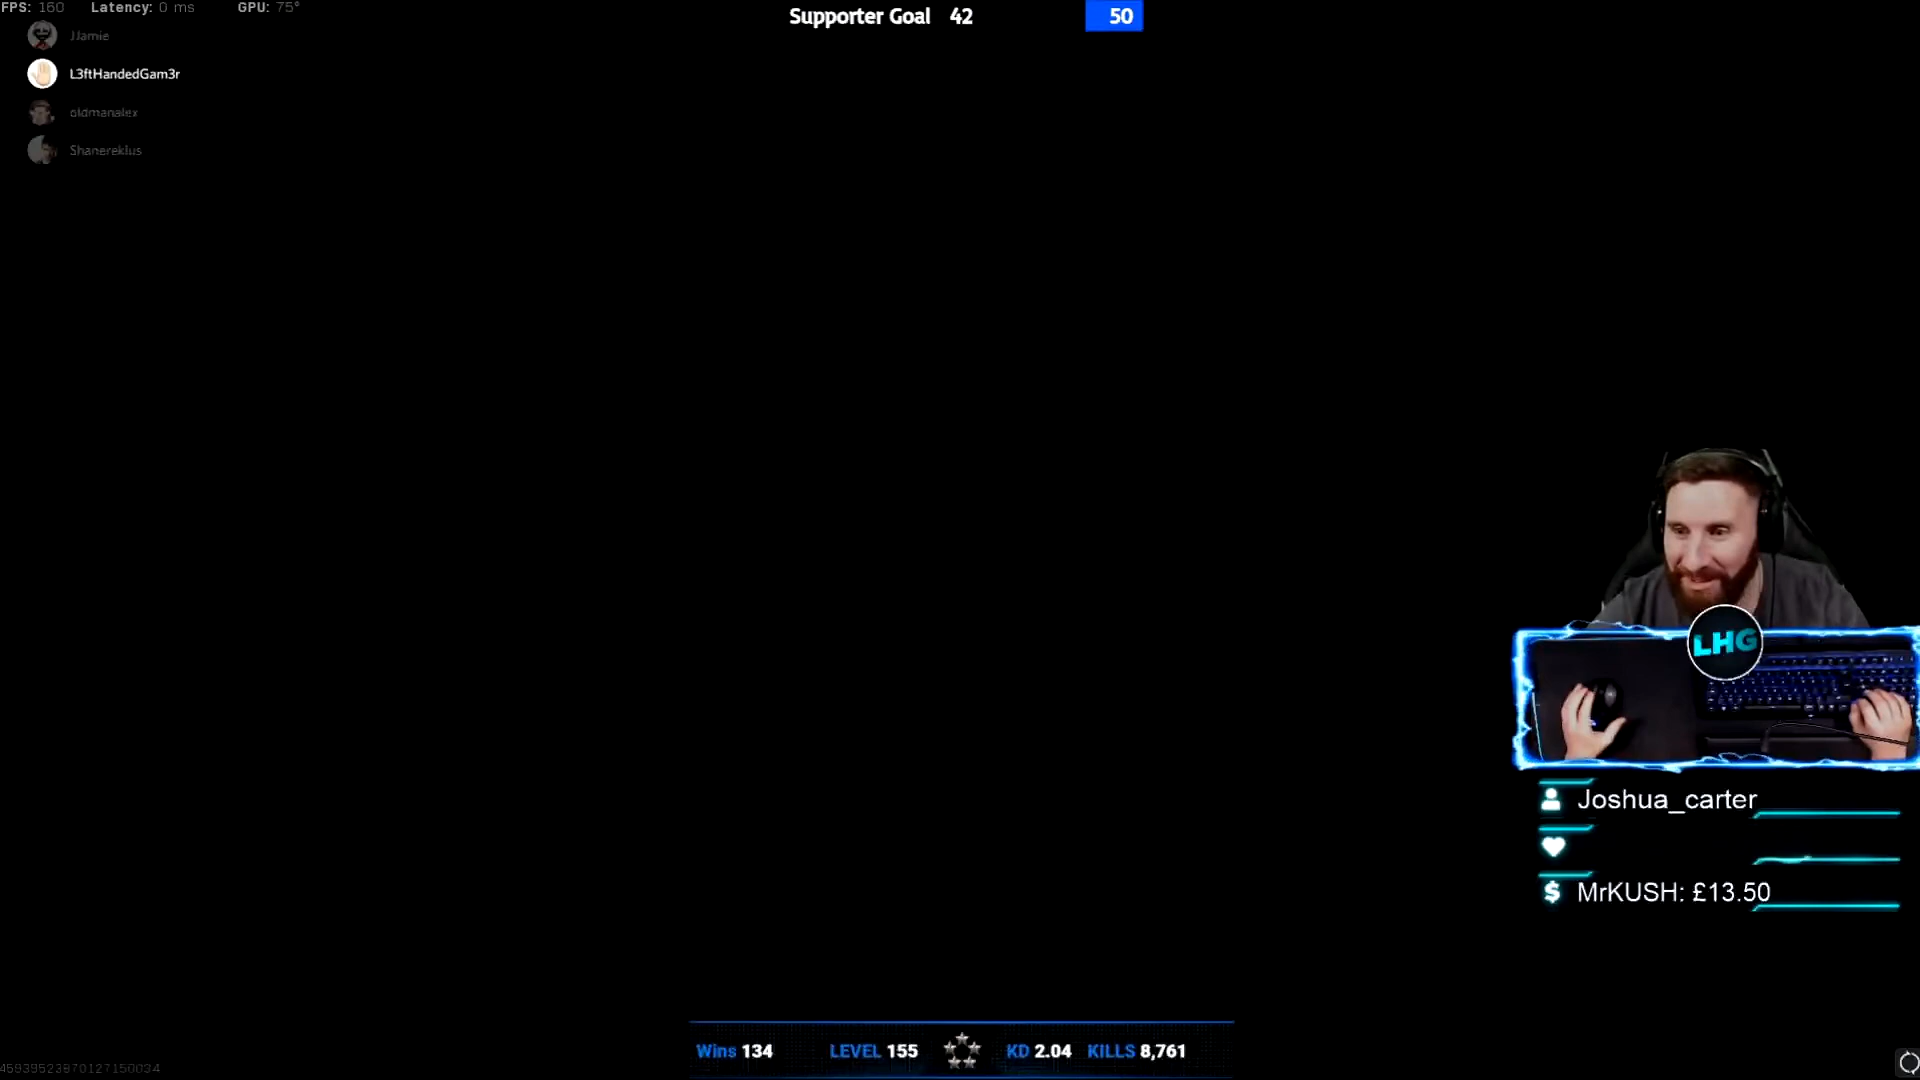 FPS: 160 Latency: 0 ms GPU: 75°
Supporter Goal 42 50
JJamie
L3ftHandedGam3r
oldmanalex
Shanereklus
LHG
Joshua_carter
MrKUSH: £13.50
Wins 134 LEVEL 155 KD 2.04 KILLS 8,761